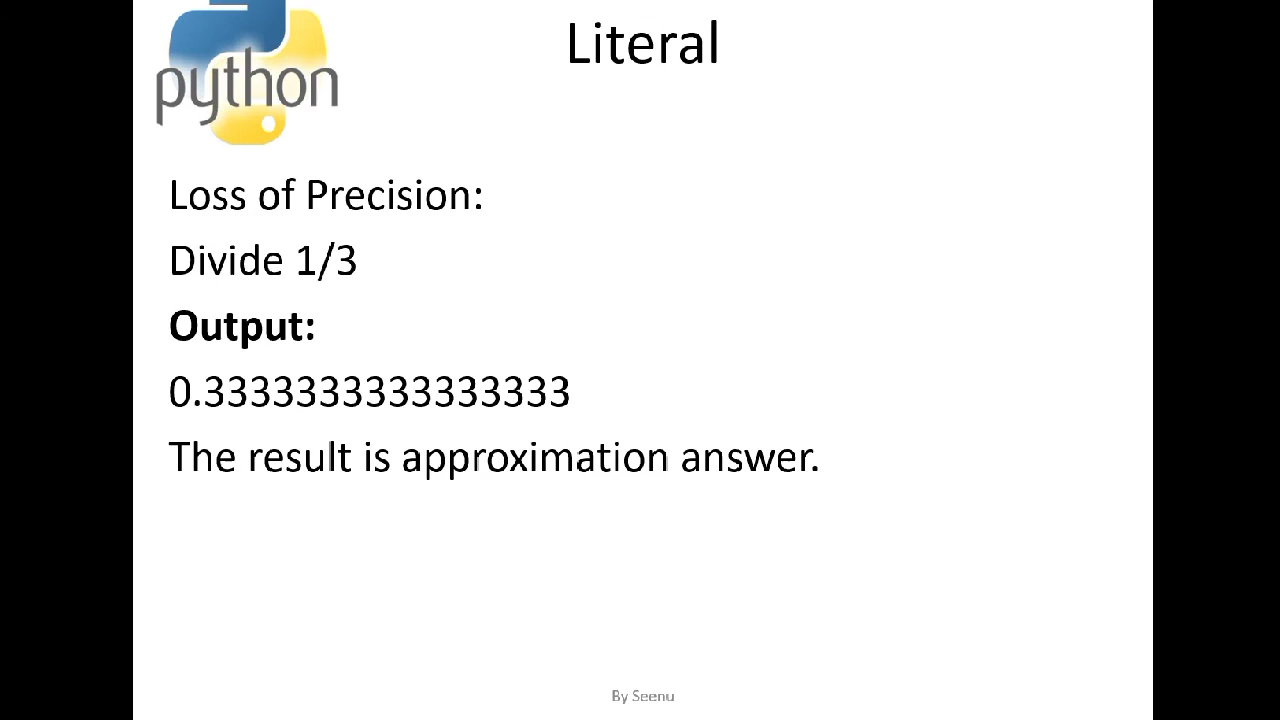 python
Literal
Loss of Precision:
Divide 1/3
Output:
0.3333333333333333
The result is approximation answer.
By Seenu